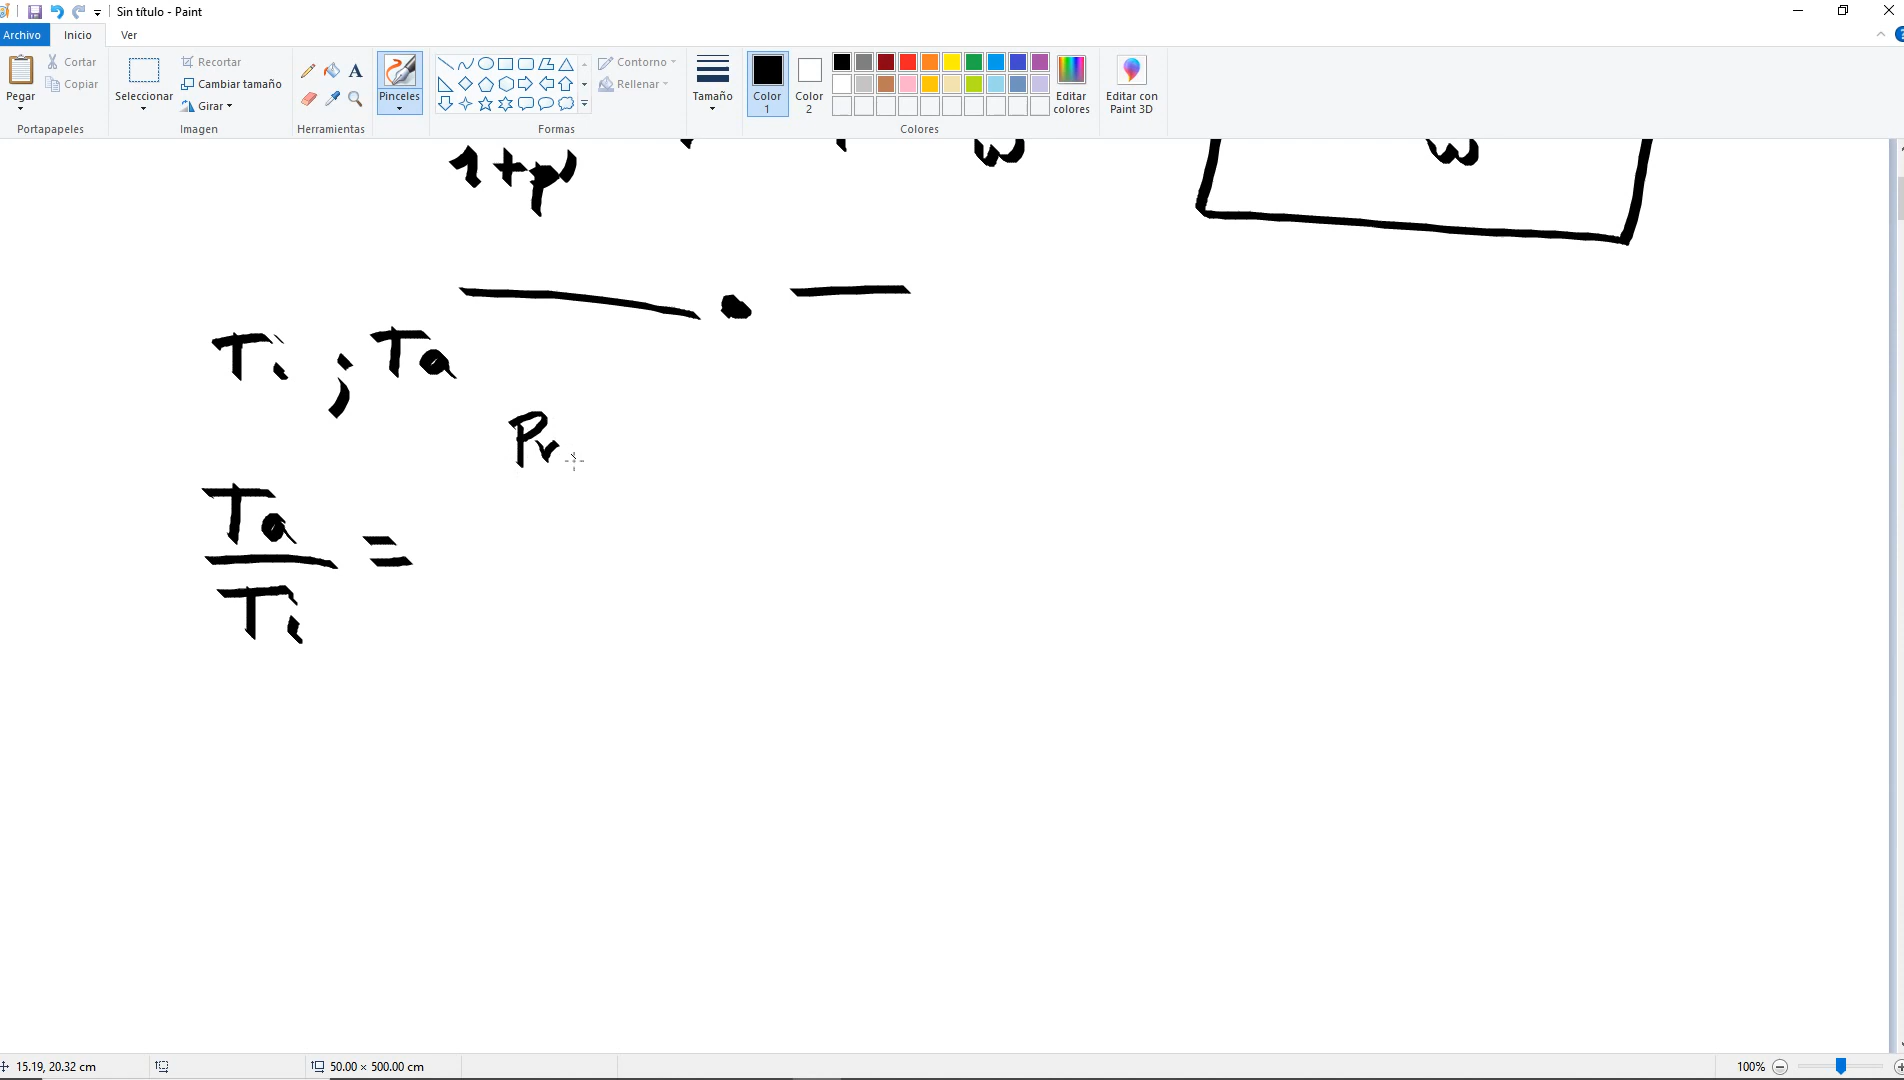 Sin título - Paint
Archivo Inicio Ver
Pegar
Cortar
Copiar
Portapapeles
Seleccionar
Recortar
Cambiar tamaño
Girar
Imagen
A
Herramientas
Pinceles
Formas
Contorno
Rellenar
Tamaño
Color 1
Color 2
Colores
Editar colores
Editar con Paint 3D
1+p
Ti ; Ta
Pr
Ta
=
Ti
15.19, 20.32 cm
50.00 × 500.00 cm
100%